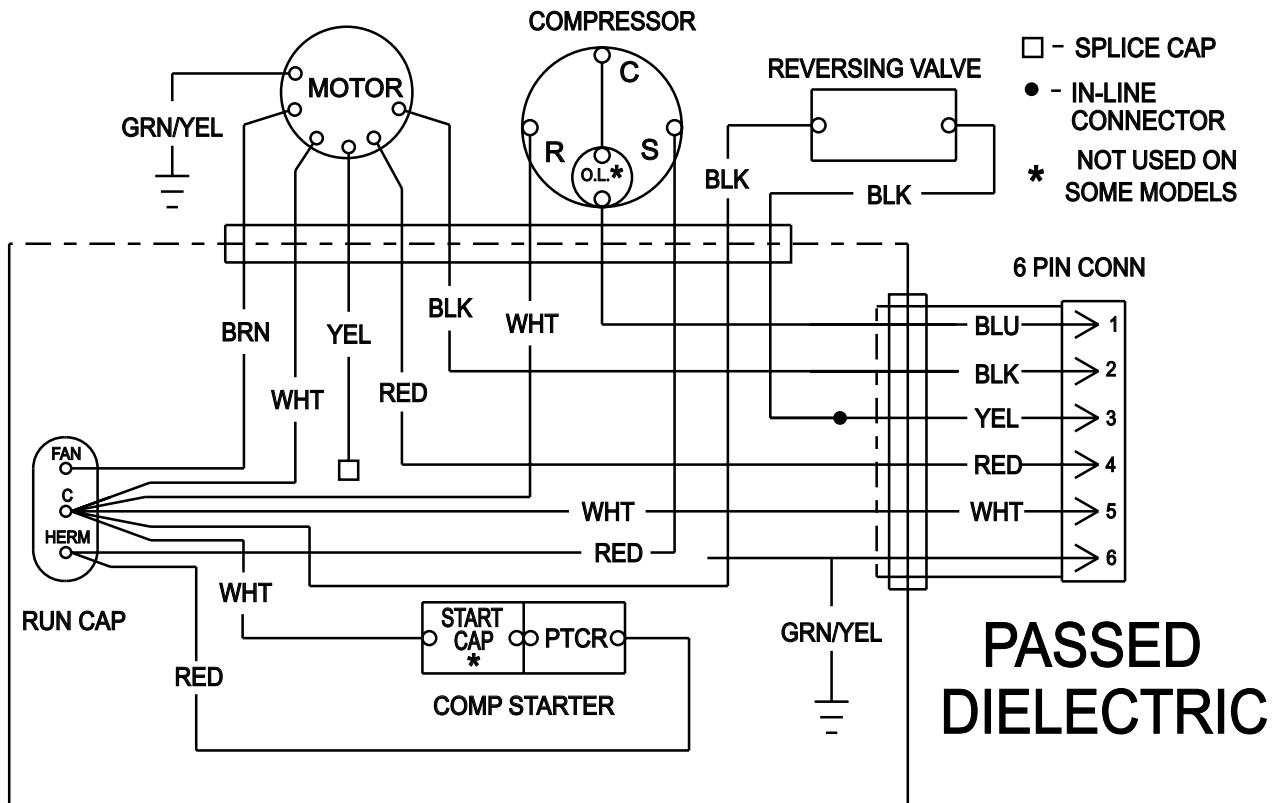 COMPRESSOR
□ - SPLICE CAP
● - IN-LINE
CONNECTOR
* NOT USED ON
SOME MODELS
REVERSING VALVE
MOTOR
C
R
S
O.L.*
GRN/YEL
BLK
BLK
6 PIN CONN
BRN
YEL
BLK
WHT
WHT
RED
BLU
1
BLK
2
YEL
3
RED
4
WHT
WHT
5
RED
6
FAN
C
HERM
RUN CAP
WHT
RED
START
CAP
*
PTCR
COMP STARTER
GRN/YEL
PASSED
DIELECTRIC